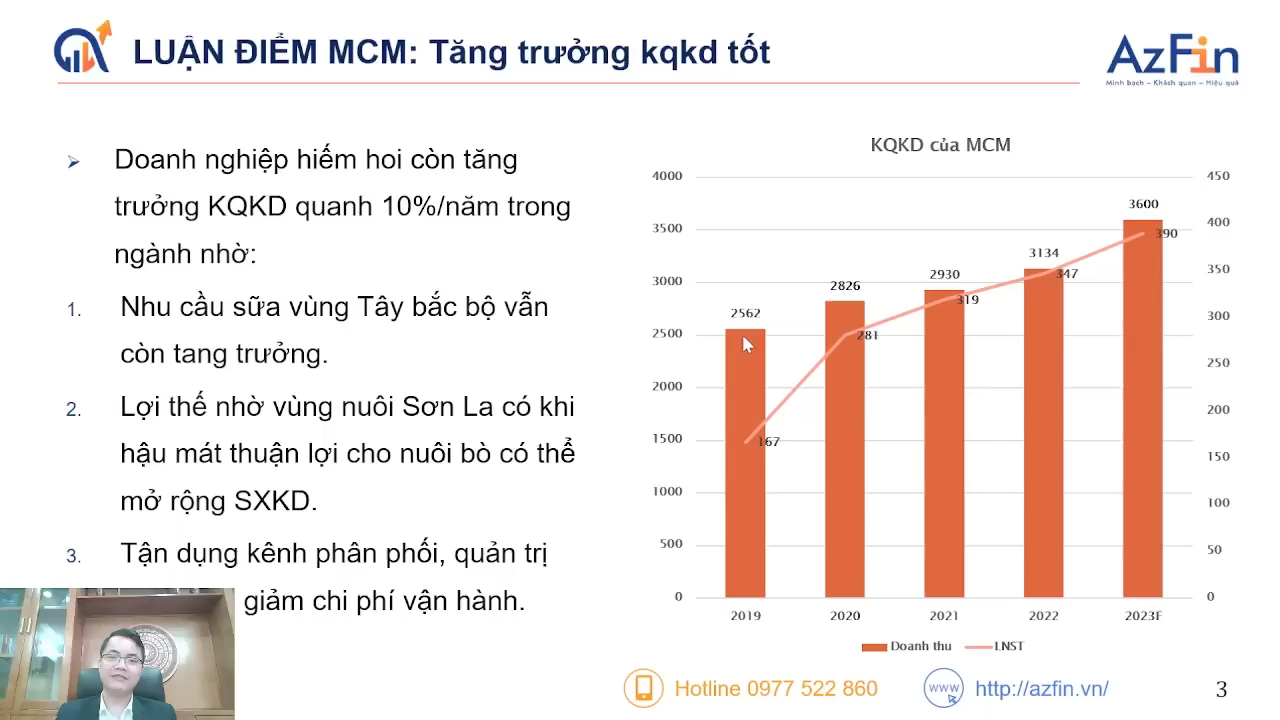 LUẬN ĐIỂM MCM: Tăng trưởng kqkd tốt
AzFin
Minh bạch – Khách quan – Hiệu quả
Doanh nghiệp hiếm hoi còn tăng
trưởng KQKD quanh 10%/năm trong
ngành nhờ:
1. Nhu cầu sữa vùng Tây bắc bộ vẫn
còn tang trưởng.
2. Lợi thế nhờ vùng nuôi Sơn La có khi
hậu mát thuận lợi cho nuôi bò có thể
mở rộng SXKD.
3. Tận dụng kênh phân phối, quản trị
giảm chi phí vận hành.
KQKD của MCM
4000
3500
3000
2500
2000
1500
1000
500
0
450
400
350
300
250
200
150
100
50
0
2562
2826
2930
3134
3600
167
281
319
347
390
2019
2020
2021
2022
2023F
Doanh thu
LNST
Hotline 0977 522 860
www
http://azfin.vn/
3